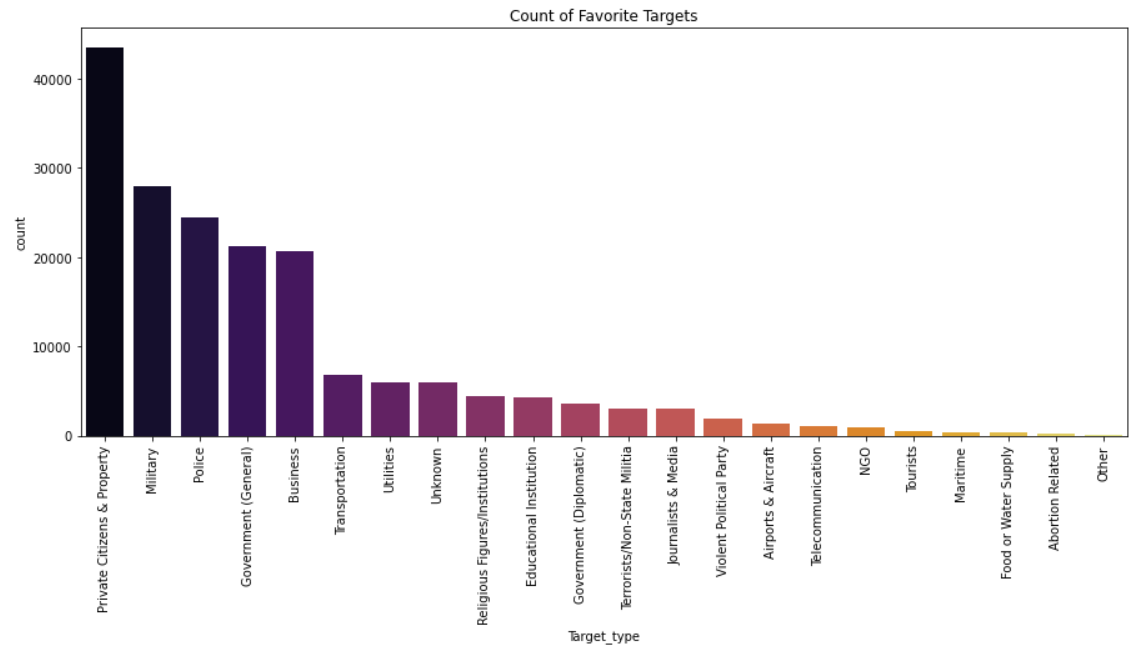 Count of Favorite Targets
count
40000
30000
20000
10000
0
Private Citizens & Property
Military
Police
Government (General)
Business
Transportation
Utilities
Unknown
Religious Figures/Institutions
Educational Institution
Government (Diplomatic)
Terrorists/Non-State Militia
Journalists & Media
Violent Political Party
Airports & Aircraft
Telecommunication
NGO
Tourists
Maritime
Food or Water Supply
Abortion Related
Other
Target_type